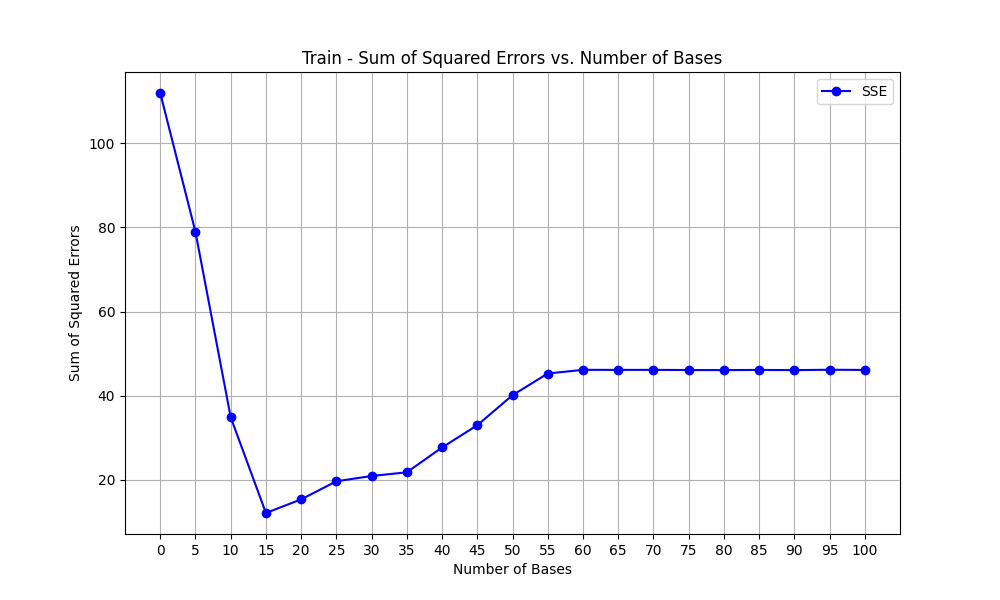 Train - Sum of Squared Errors vs. Number of Bases
SSE
Sum of Squared Errors
100
80
60
40
20
0 5 10 15 20 25 30 35 40 45 50 55 60 65 70 75 80 85 90 95 100
Number of Bases